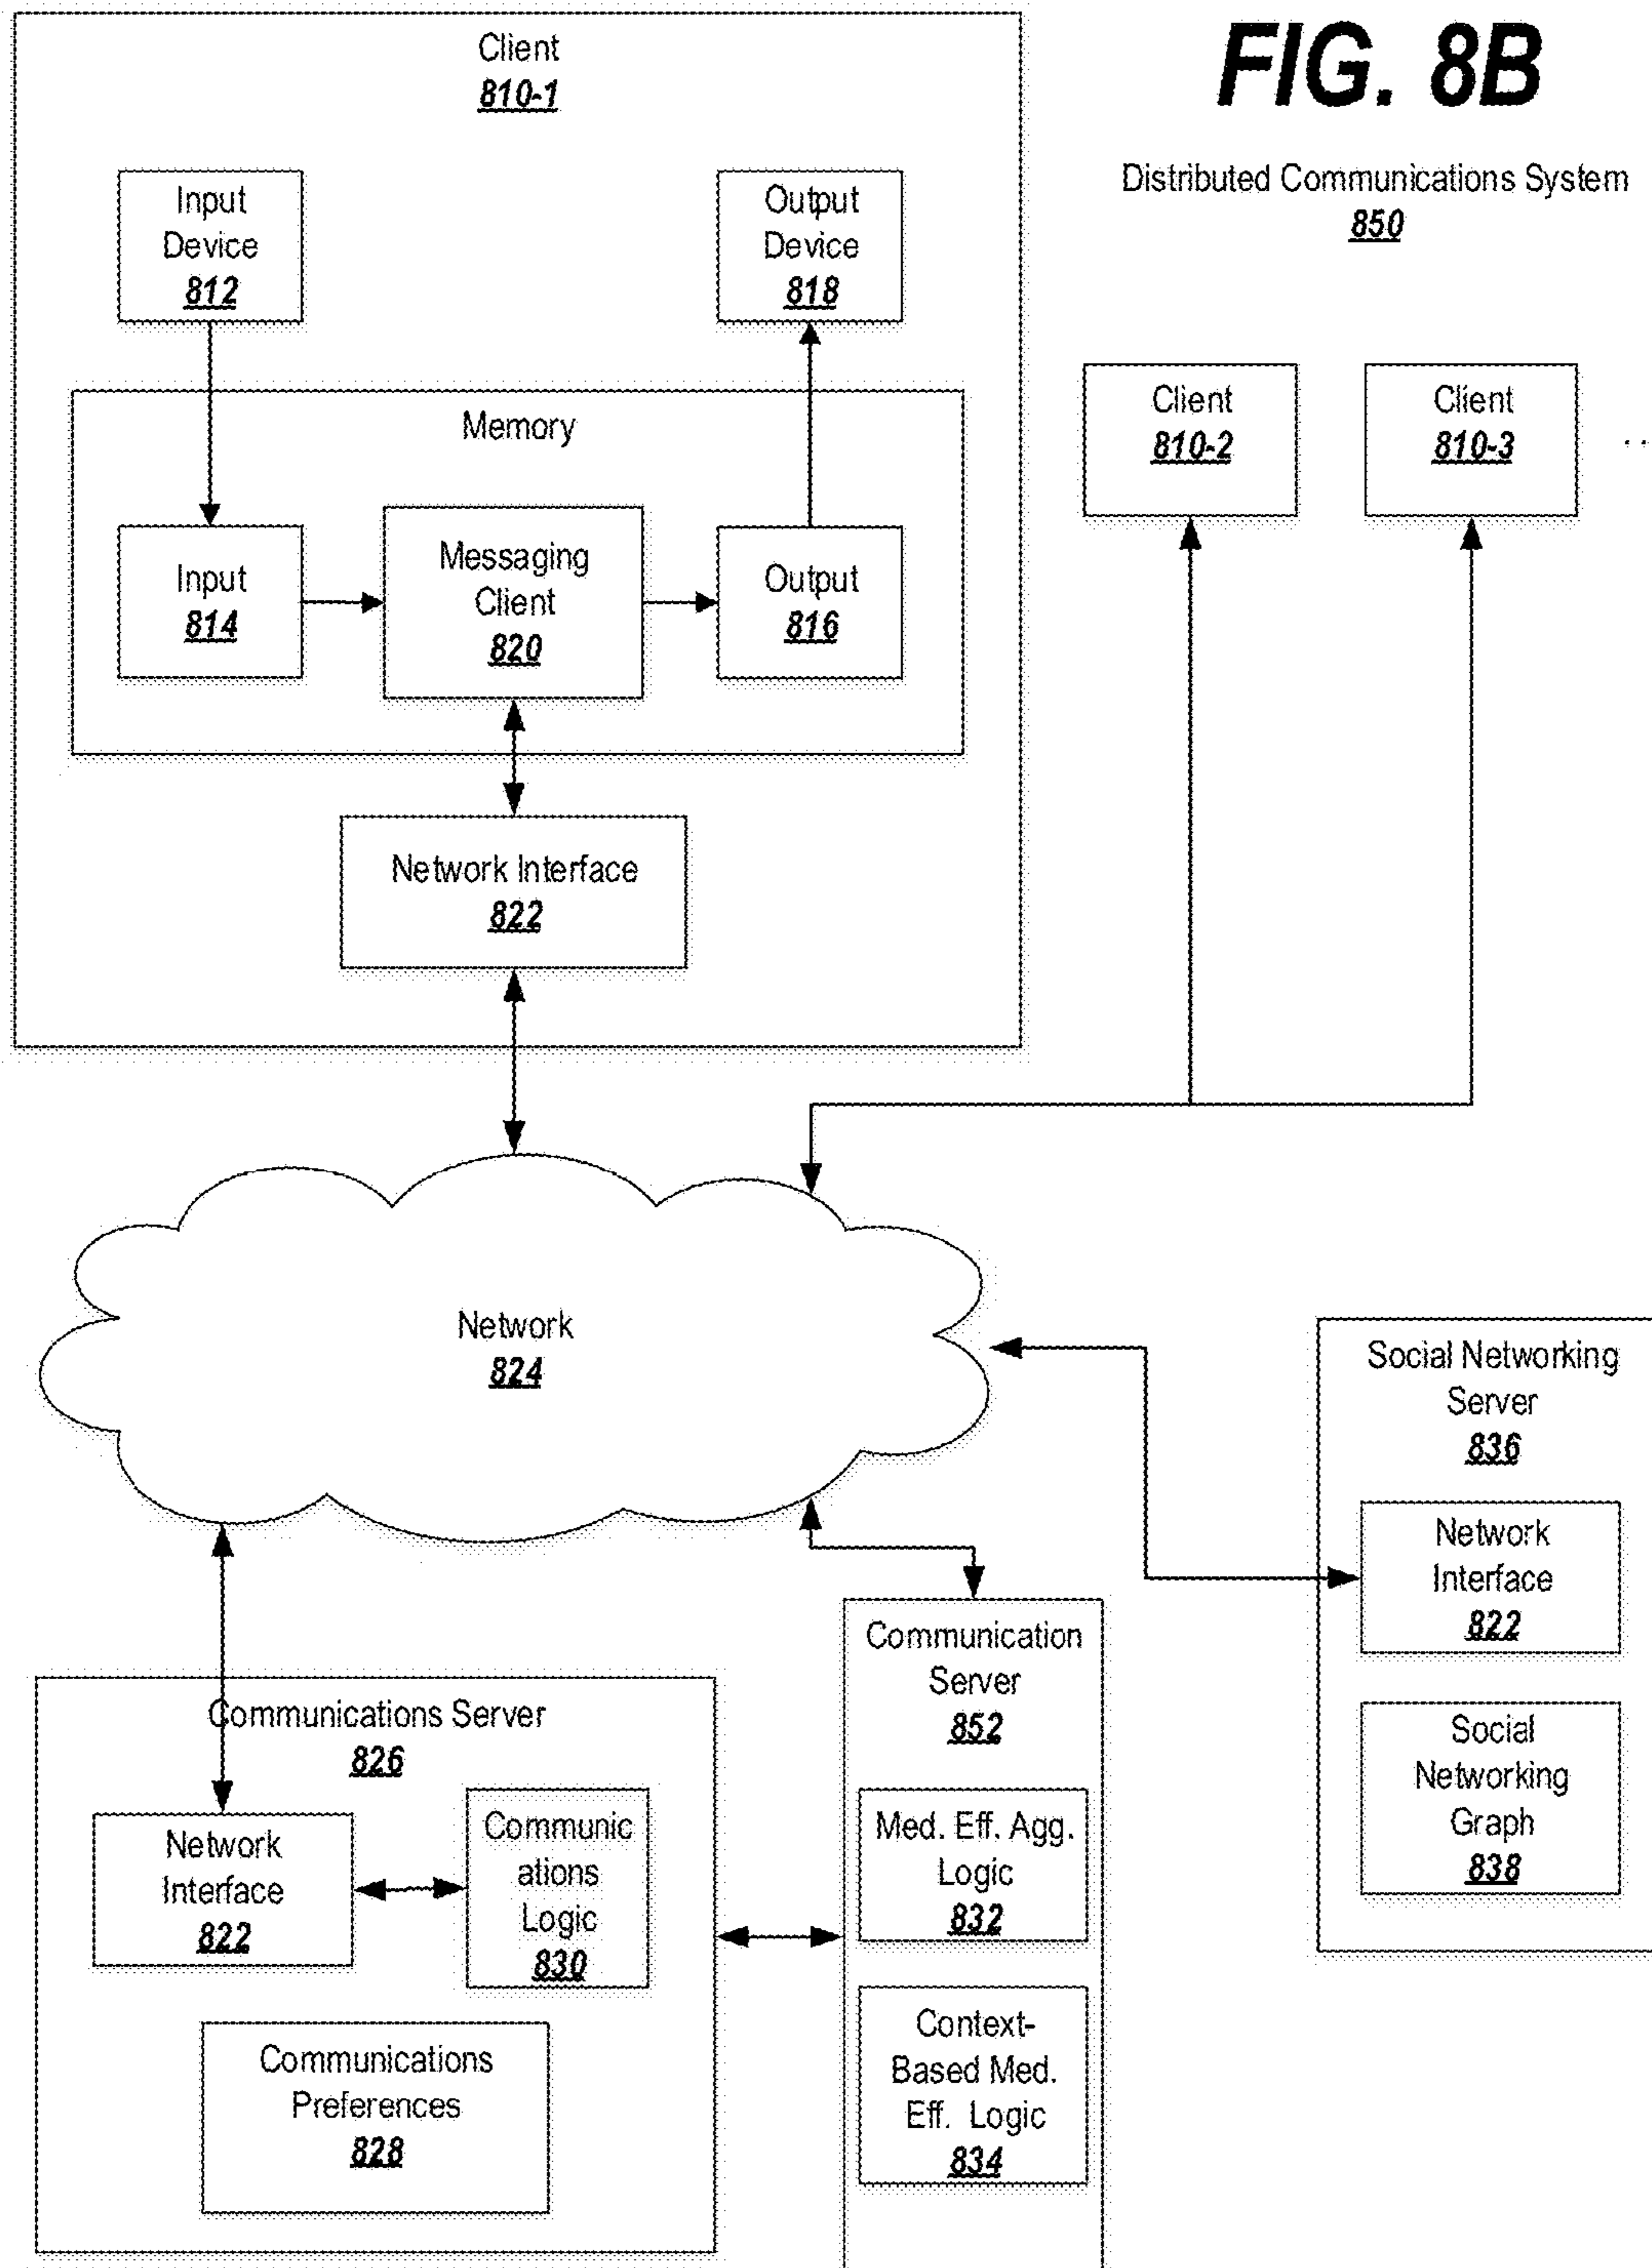 FIG. 8B
Distributed Communications System
850
Client
810-1
Input
Device
812
Output
Device
818
Memory
Input
814
Messaging
Client
820
Output
816
Network Interface
822
Client
810-2
Client
810-3
..
Network
824
Social Networking
Server
836
Network
Interface
822
Social
Networking
Graph
838
Communications Server
826
Network
Interface
822
Communic
ations
Logic
830
Communications
Preferences
828
Communication
Server
852
Med. Eff. Agg.
Logic
832
Context-
Based Med.
Eff. Logic
834